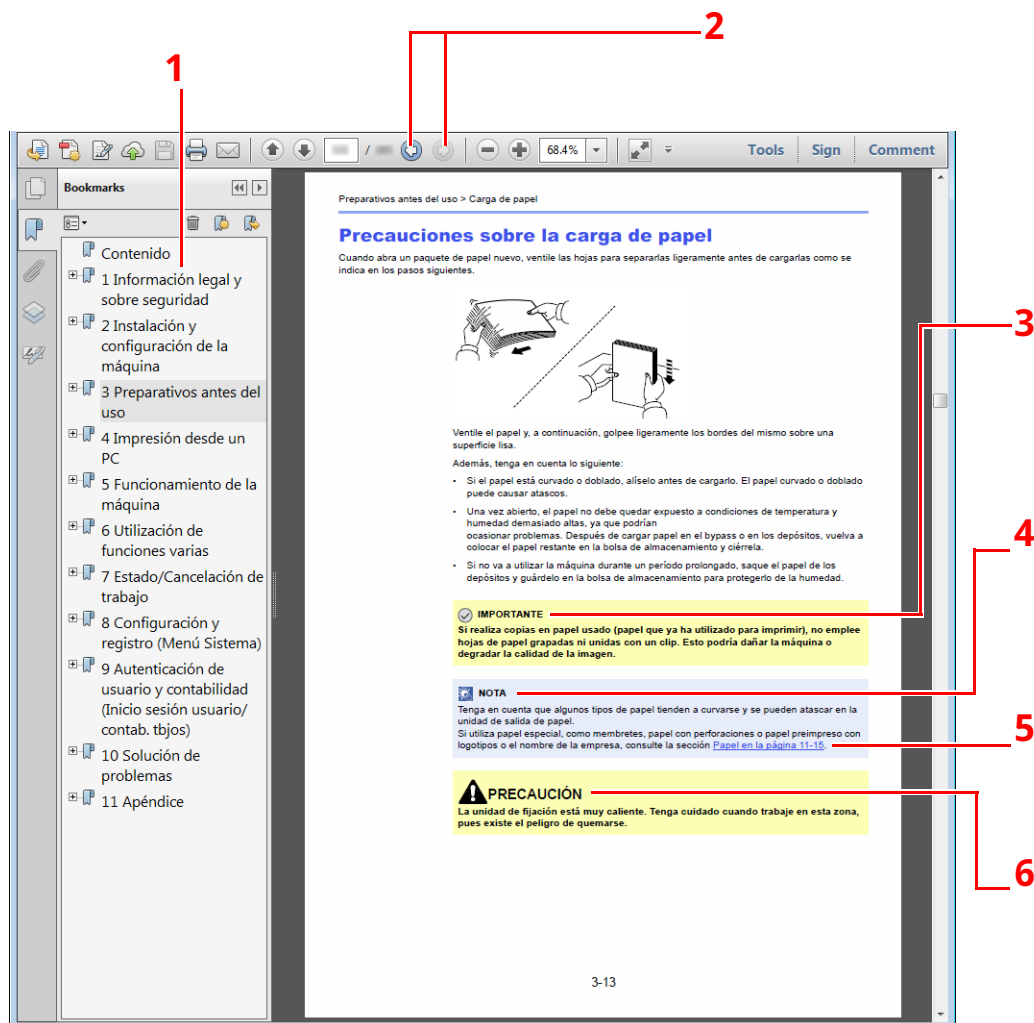 2
1
/
68.4%
Tools
Sign
Comment
Bookmarks
Contenido
1 Información legal y
sobre seguridad
2 Instalación y
configuración de la
máquina
3 Preparativos antes del
uso
4 Impresión desde un
PC
5 Funcionamiento de la
máquina
6 Utilización de
funciones varias
7 Estado/Cancelación de
trabajo
8 Configuración y
registro (Menú Sistema)
9 Autenticación de
usuario y contabilidad
(Inicio sesión usuario/
contab. tbjos)
10 Solución de
problemas
11 Apéndice
Preparativos antes del uso > Carga de papel
Precauciones sobre la carga de papel
Cuando abra un paquete de papel nuevo, ventile las hojas para separarlas ligeramente antes de cargarlas como se
indica en los pasos siguientes.
Ventile el papel y, a continuación, golpee ligeramente los bordes del mismo sobre una
superficie lisa.
Además, tenga en cuenta lo siguiente:
• Si el papel está curvado o doblado, alíselo antes de cargarlo. El papel curvado o doblado
puede causar atascos.
• Una vez abierto, el papel no debe quedar expuesto a condiciones de temperatura y
humedad demasiado altas, ya que podrían
ocasionar problemas. Después de cargar papel en el bypass o en los depósitos, vuelva a
colocar el papel restante en la bolsa de almacenamiento y ciérrela.
• Si no va a utilizar la máquina durante un período prolongado, saque el papel de los
depósitos y guárdelo en la bolsa de almacenamiento para protegerlo de la humedad.
IMPORTANTE
Si realiza copias en papel usado (papel que ya ha utilizado para imprimir), no emplee
hojas de papel grapadas ni unidas con un clip. Esto podría dañar la máquina o
degradar la calidad de la imagen.
NOTA
Tenga en cuenta que algunos tipos de papel tienden a curvarse y se pueden atascar en la
unidad de salida de papel.
Si utiliza papel especial, como membretes, papel con perforaciones o papel preimpreso con
logotipos o el nombre de la empresa, consulte la sección Papel en la página 11-15.
PRECAUCIÓN
La unidad de fijación está muy caliente. Tenga cuidado cuando trabaje en esta zona,
pues existe el peligro de quemarse.
3-13
3
4
5
6